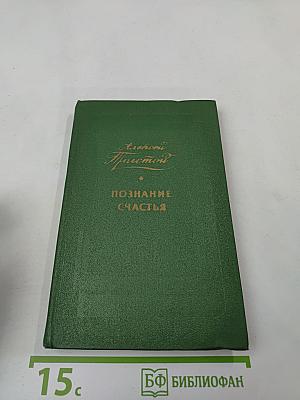 Алексей
Толстой
ПОЗНАНИЕ
СЧАСТЬЯ
15с
БФ БИБЛИОФАН